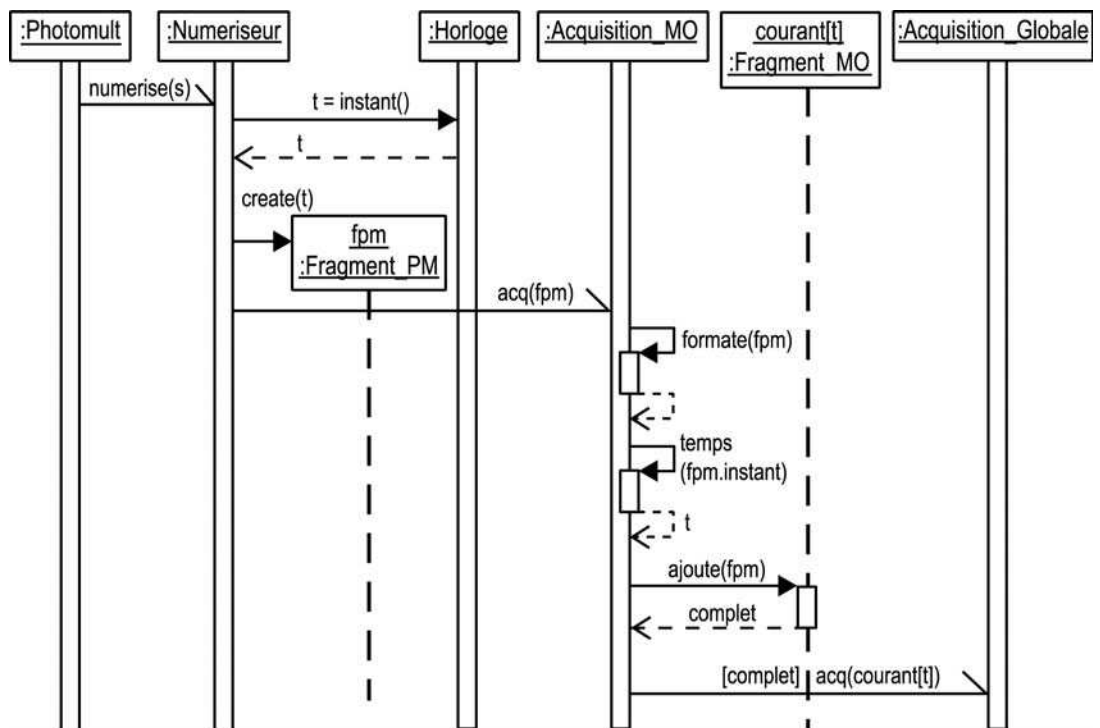 :Photomult
:Numeriseur
:Horloge
:Acquisition_MO
courant[t]
:Fragment_MO
:Acquisition_Globale
numerise(s)
t = instant()
t
create(t)
fpm
:Fragment_PM
acq(fpm)
formate(fpm)
temps
(fpm.instant)
t
ajoute(fpm)
complet
[complet] acq(courant[t])